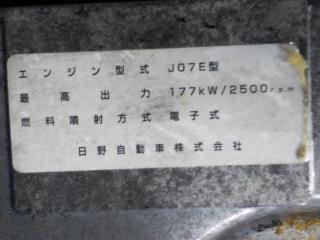 エンジン型式 J07E型
最高出力 177kW/2500rpm
燃料噴射方式 電子式
日野自動車株式会社